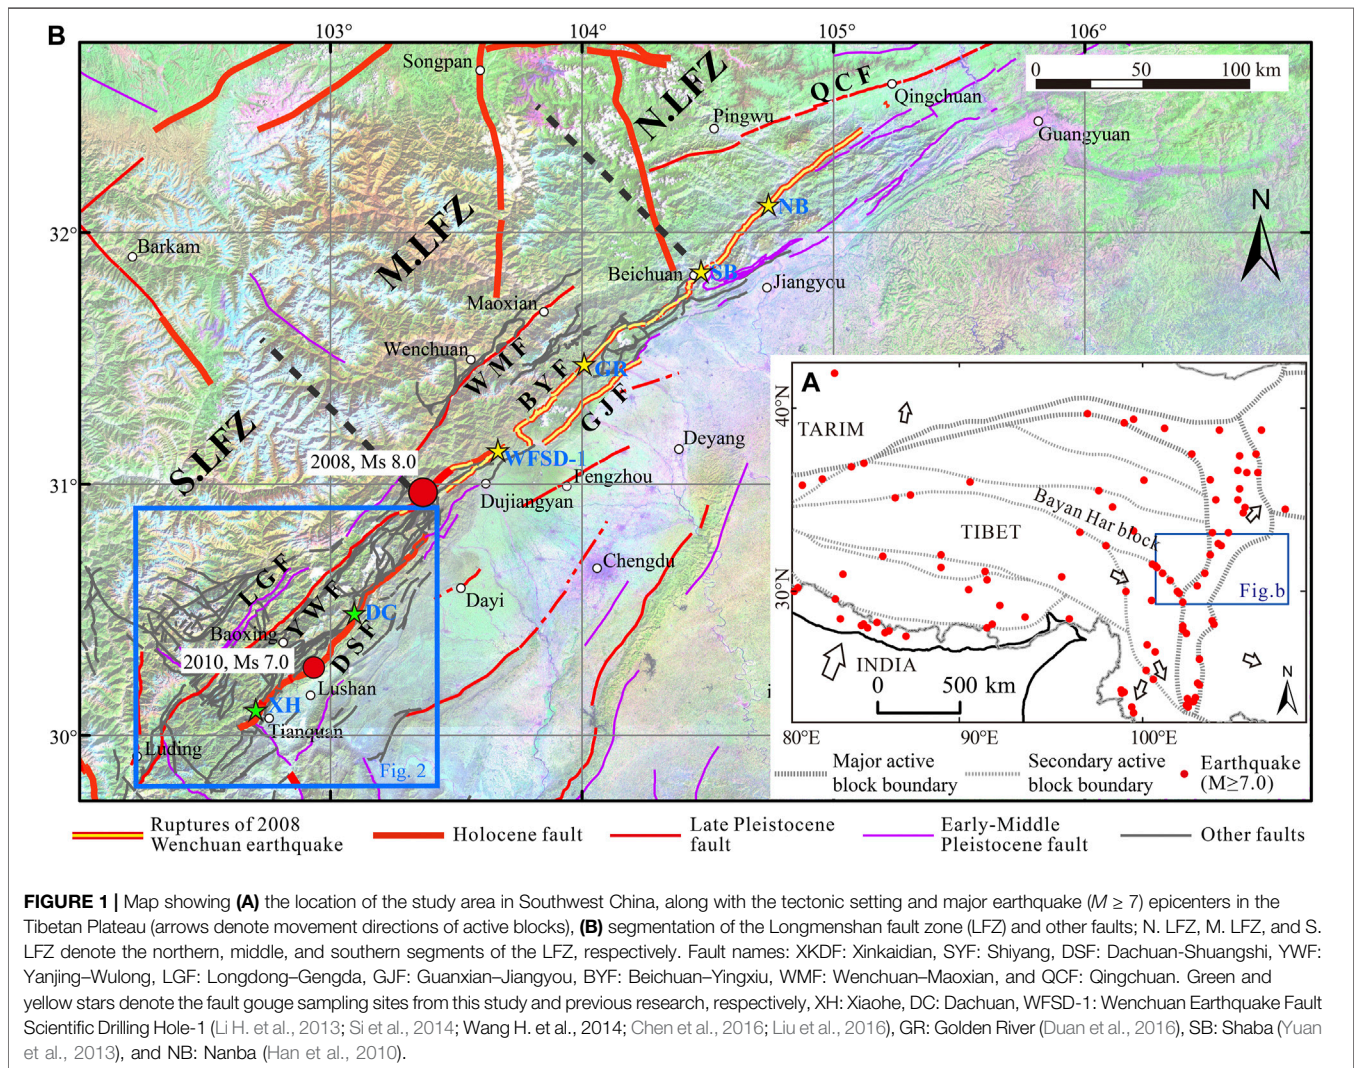 B
103°
104°
105°
106°
Songpan
N.LFZ
QCF
0 50 100 km
Qingchuan
Pingwu
Guangyuan
N
M.LFZ
NB
32°
Barkam
Beichuan
SB
Jiangyou
Maoxian
Wenchuan
WMF
BYF
GR
GJF
S.LFZ
Deyang
2008, Ms 8.0
WFSD-1
Fengzhou
31°
Dujiangyan
LGF
Chengdu
YWF
DC
Dayi
Baoxing
DSF
2010, Ms 7.0
Lushan
XH
Tianquan
30°
Luding
Fig. 2
A
40°N
TARIM
Bayan Har block
TIBET
30°N
Fig.b
INDIA
0 500 km
N
80°E
90°E
100°E
Major active
block boundary
Secondary active
block boundary
Earthquake
(M≥7.0)
Ruptures of 2008
Wenchuan earthquake
Holocene fault
Late Pleistocene
fault
Early-Middle
Pleistocene fault
Other faults
FIGURE 1 | Map showing (A) the location of the study area in Southwest China, along with the tectonic setting and major earthquake (M ≥ 7) epicenters in the
Tibetan Plateau (arrows denote movement directions of active blocks), (B) segmentation of the Longmenshan fault zone (LFZ) and other faults; N. LFZ, M. LFZ, and S.
LFZ denote the northern, middle, and southern segments of the LFZ, respectively. Fault names: XKDF: Xinkaidian, SYF: Shiyang, DSF: Dachuan-Shuangshi, YWF:
Yanjing–Wulong, LGF: Longdong–Gengda, GJF: Guanxian–Jiangyou, BYF: Beichuan–Yingxiu, WMF: Wenchuan–Maoxian, and QCF: Qingchuan. Green and
yellow stars denote the fault gouge sampling sites from this study and previous research, respectively, XH: Xiaohe, DC: Dachuan, WFSD-1: Wenchuan Earthquake Fault
Scientific Drilling Hole-1 (Li H. et al., 2013; Si et al., 2014; Wang H. et al., 2014; Chen et al., 2016; Liu et al., 2016), GR: Golden River (Duan et al., 2016), SB: Shaba (Yuan
et al., 2013), and NB: Nanba (Han et al., 2010).